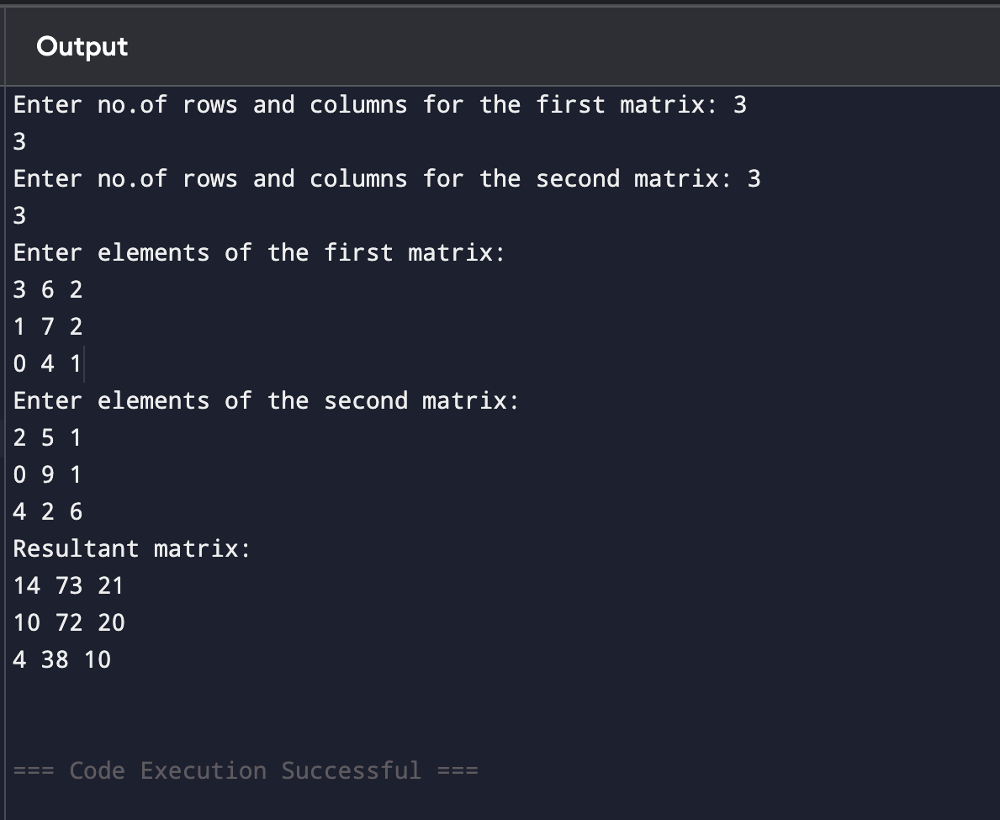 Output
Enter no.of rows and columns for the first matrix: 3
3
Enter no.of rows and columns for the second matrix: 3
3
Enter elements of the first matrix:
3 6 2
1 7 2
0 4 1
Enter elements of the second matrix:
2 5 1
0 9 1
4 2 6
Resultant matrix:
14 73 21
10 72 20
4 38 10
=== Code Execution Successful ===